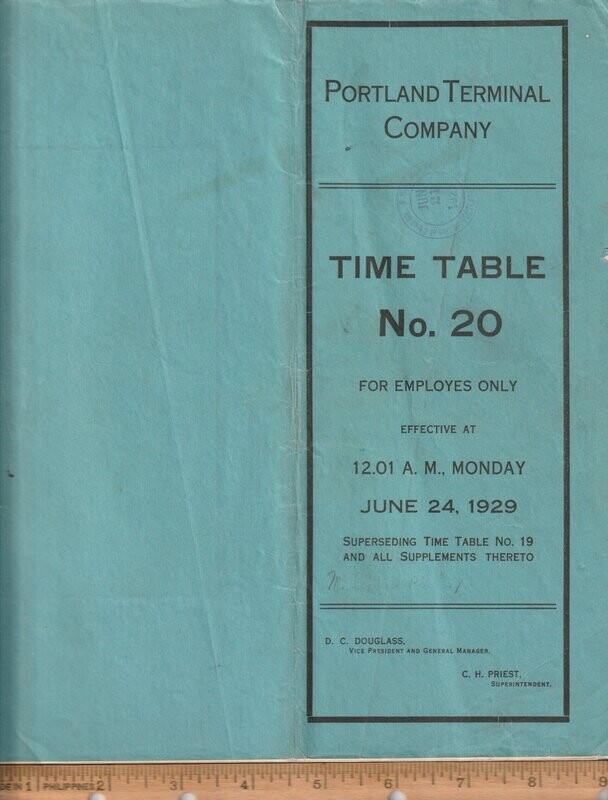 PORTLAND TERMINAL
COMPANY
TIME TABLE
No. 20
FOR EMPLOYES ONLY
EFFECTIVE AT
12.01 A. M., MONDAY
JUNE 24, 1929
SUPERSEDING TIME TABLE NO. 19
AND ALL SUPPLEMENTS THERETO
D. C. DOUGLASS,
VICE PRESIDENT AND GENERAL MANAGER.
C. H. PRIEST,
SUPERINTENDENT.
1 PHILIPPINES 2 3 4 5 6 7 8 9